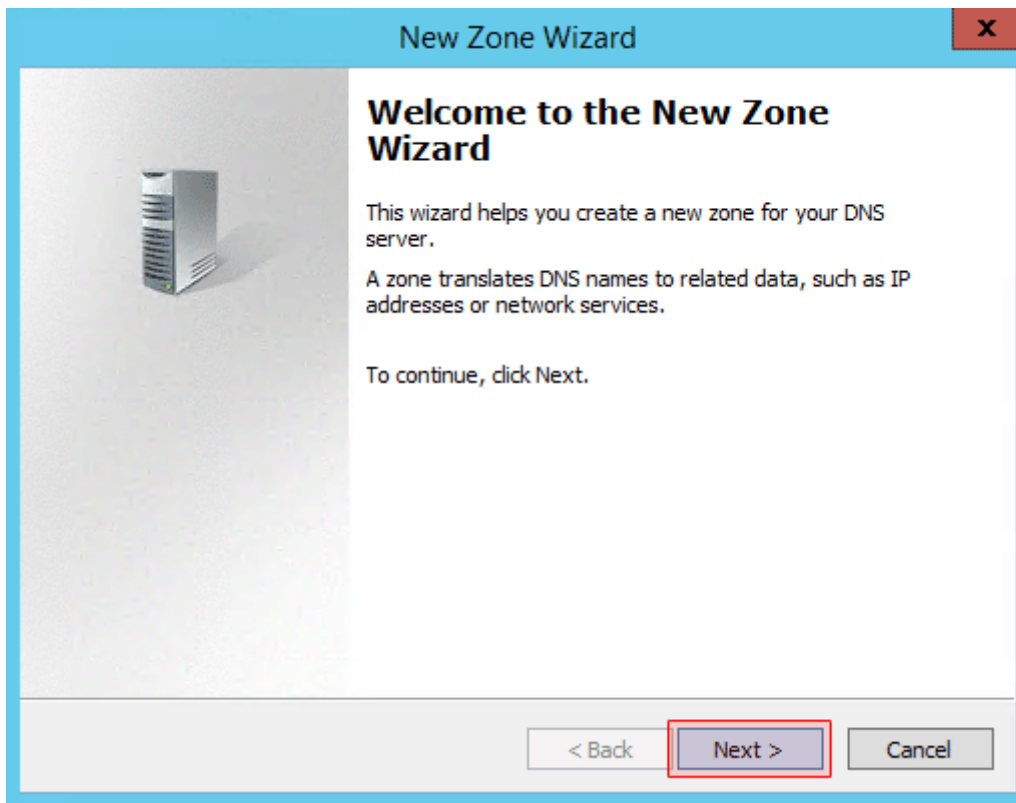 New Zone Wizard
x
Welcome to the New Zone
Wizard
This wizard helps you create a new zone for your DNS
server.
A zone translates DNS names to related data, such as IP
addresses or network services.
To continue, click Next.
< Back
Next >
Cancel